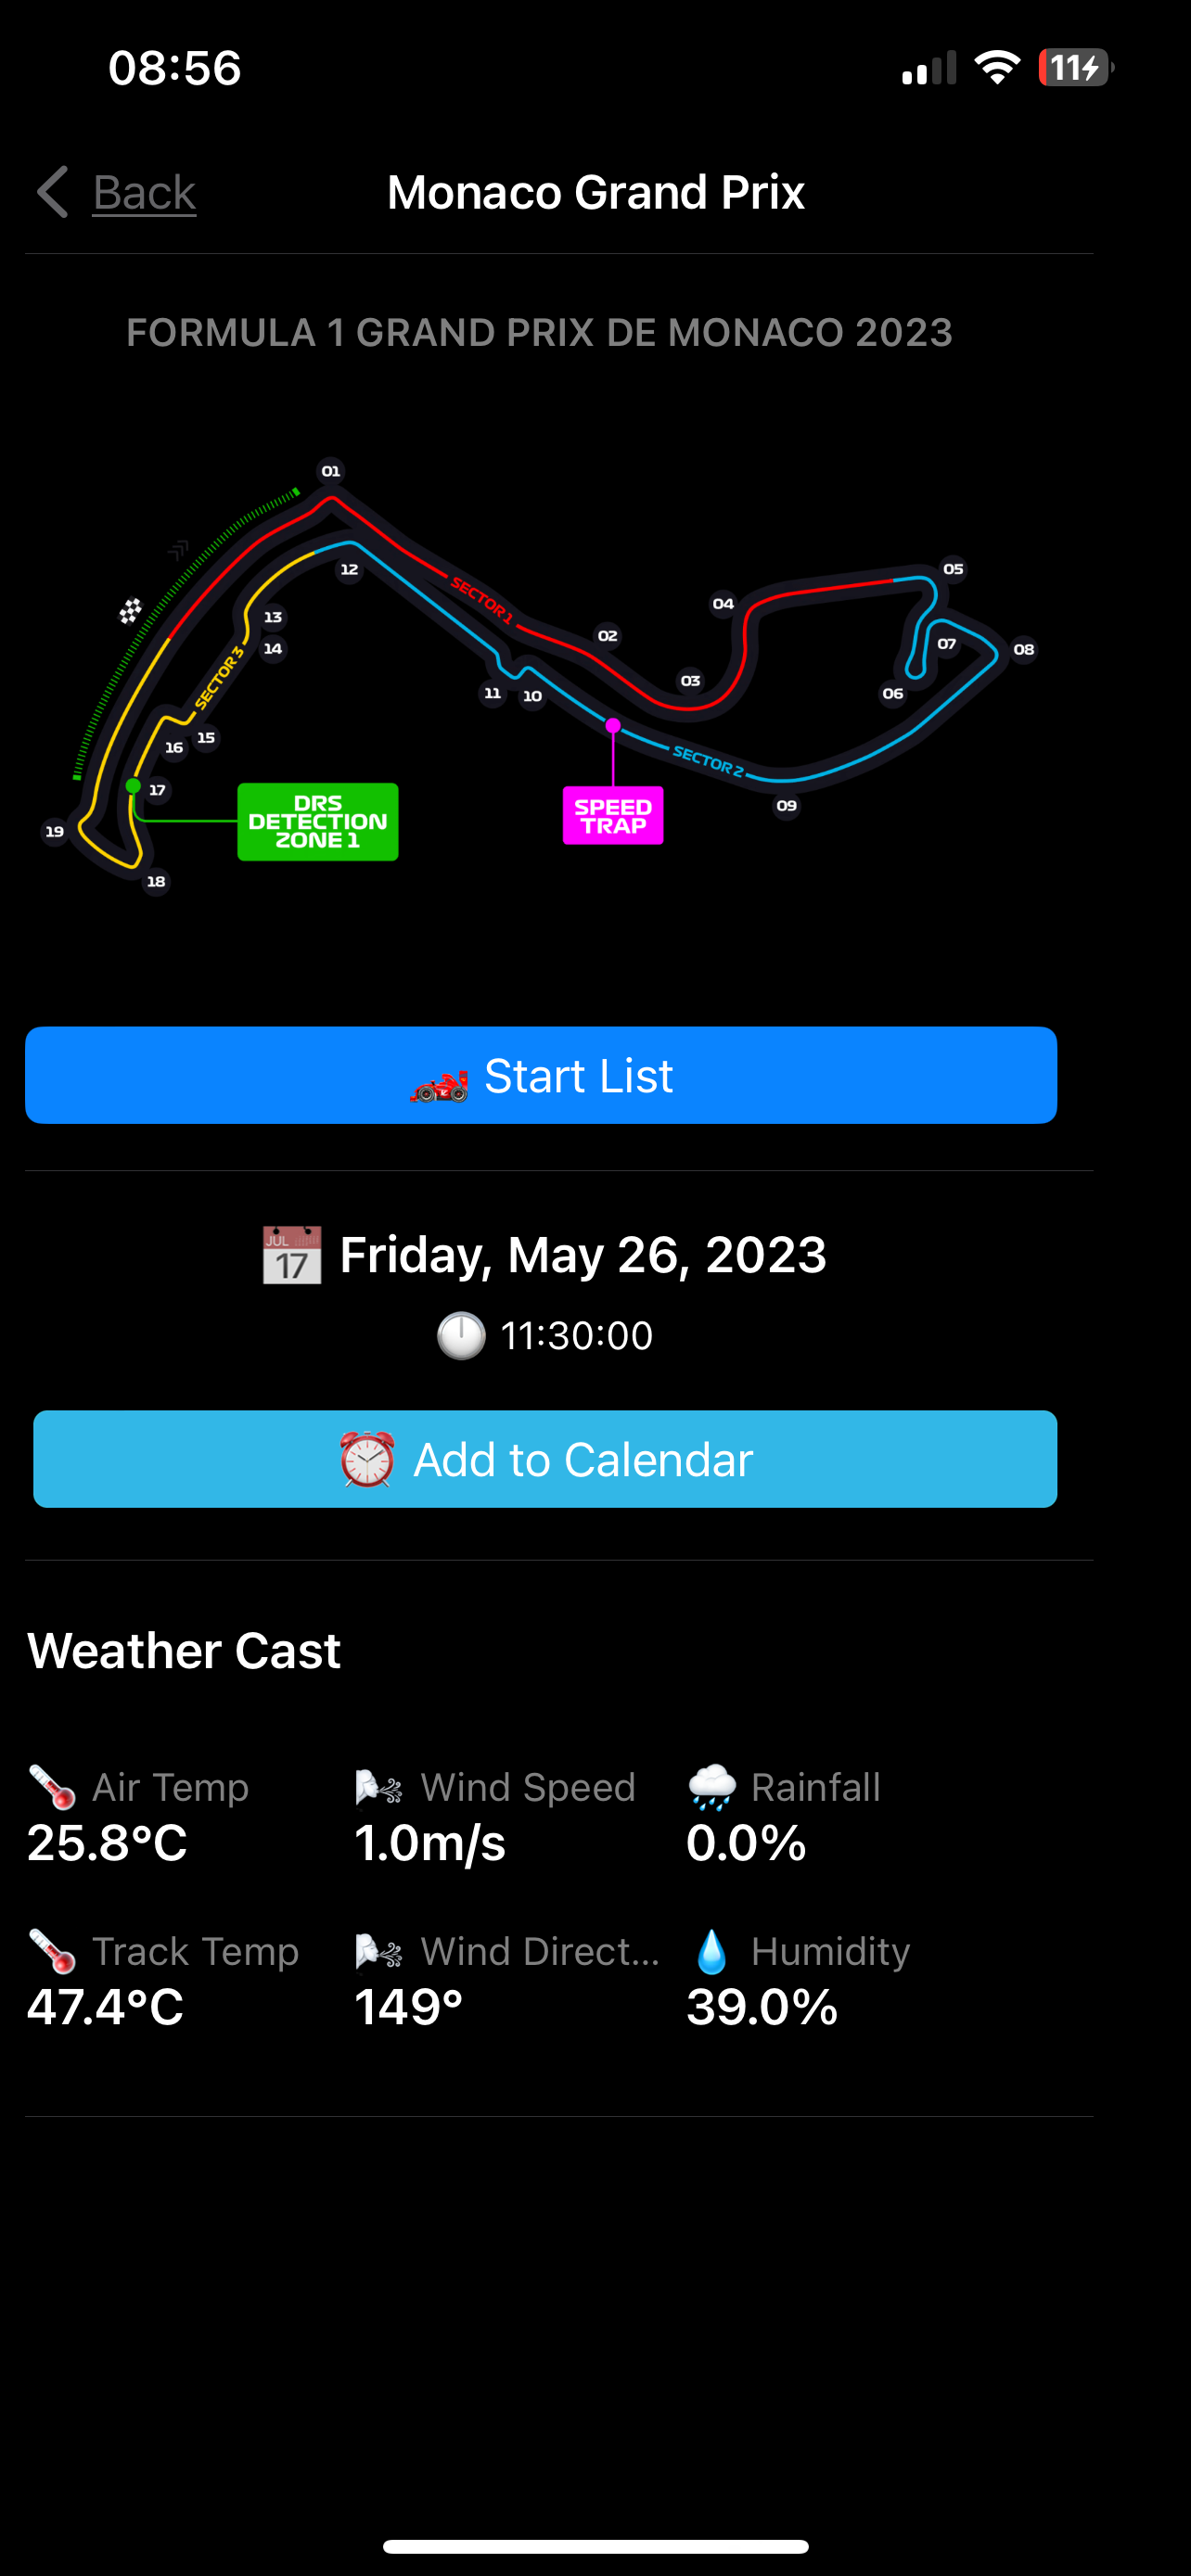 08:56
11
Back
Monaco Grand Prix
FORMULA 1 GRAND PRIX DE MONACO 2023
01
12
05
04
13
02
14
07
08
SECTOR 1
SECTOR 3
03
11
10
06
15
16
SECTOR 2
17
DRS
DETECTION
ZONE 1
SPEED
TRAP
09
19
18
Start List
JUL
17
Friday, May 26, 2023
11:30:00
Add to Calendar
Weather Cast
Air Temp
25.8°C
Wind Speed
1.0m/s
Rainfall
0.0%
Track Temp
47.4°C
Wind Direct...
149°
Humidity
39.0%